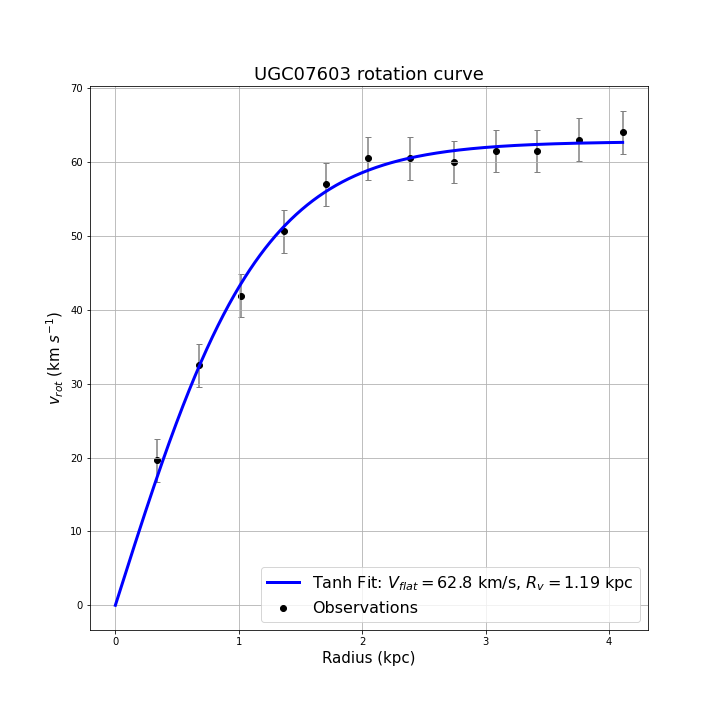 UGC07603 rotation curve
70
60
50
40
30
20
10
0
v_rot (km s⁻¹)
Tanh Fit: V_flat = 62.8 km/s, R_v = 1.19 kpc
Observations
0 1 2 3 4
Radius (kpc)